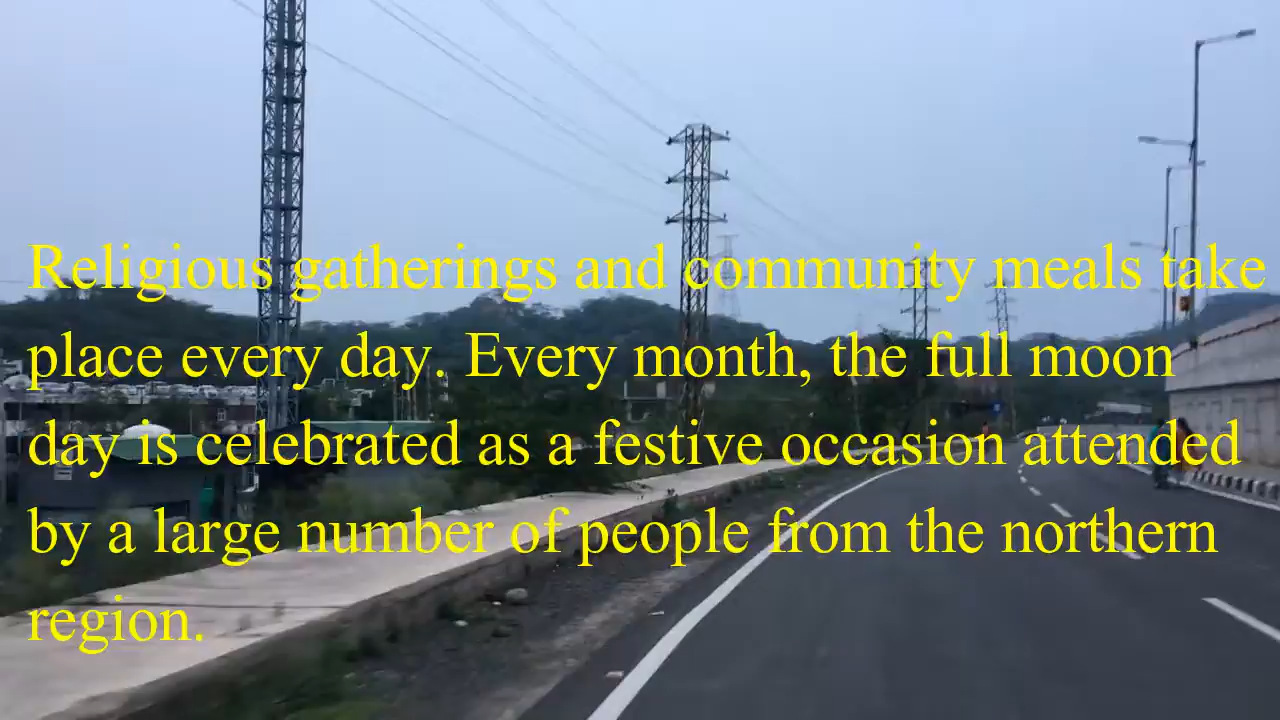 Religious gatherings and community meals take
place every day. Every month, the full moon
day is celebrated as a festive occasion attended
by a large number of people from the northern
region.